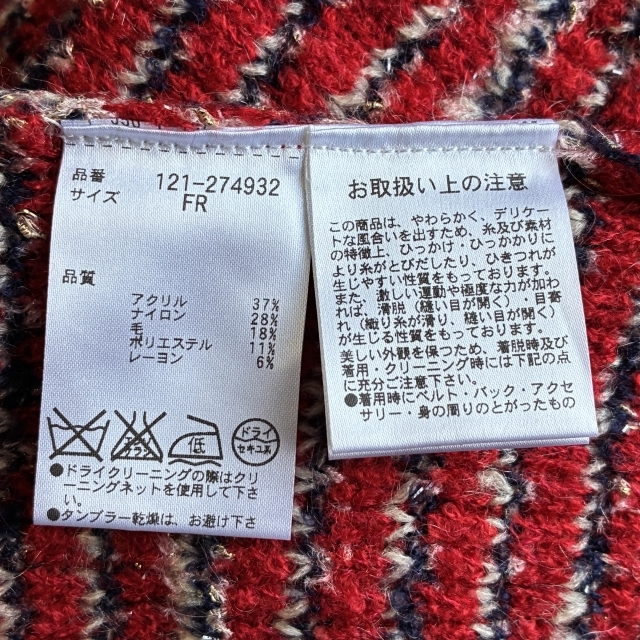 品番 121-274932
サイズ FR
品質
アクリル 37%
ナイロン 28%
毛 18%
ポリエステル 11%
レーヨン 6%
エンソ
サラシ
低
ドライ
セキユ系
●ドライクリーニングの際はクリ
ーニングネットを使用して下さ
い。
●タンブラー乾燥は、お避け下さ
お取扱い上の注意
この商品は、やわらかく、デリケー
トな風合いを出すため、糸及び素材
の特徴上、ひっかけ・ひっかかりに
より糸がとびだしたり、ひきつれが
生じやすい性質をもっております。
また、激しい運動や極度な力が加わ
れば、滑脱（縫い目が開く）・目寄
れ（織り糸が滑り、縫い目が開く）
が生じる性質をもっております。
美しい外観を保つため、着脱時及び
着用・クリーニング時には下記の点
に充分ご注意下さい。
●着用時にベルト・バック・アクセ
サリー・身の周りのとがったもの